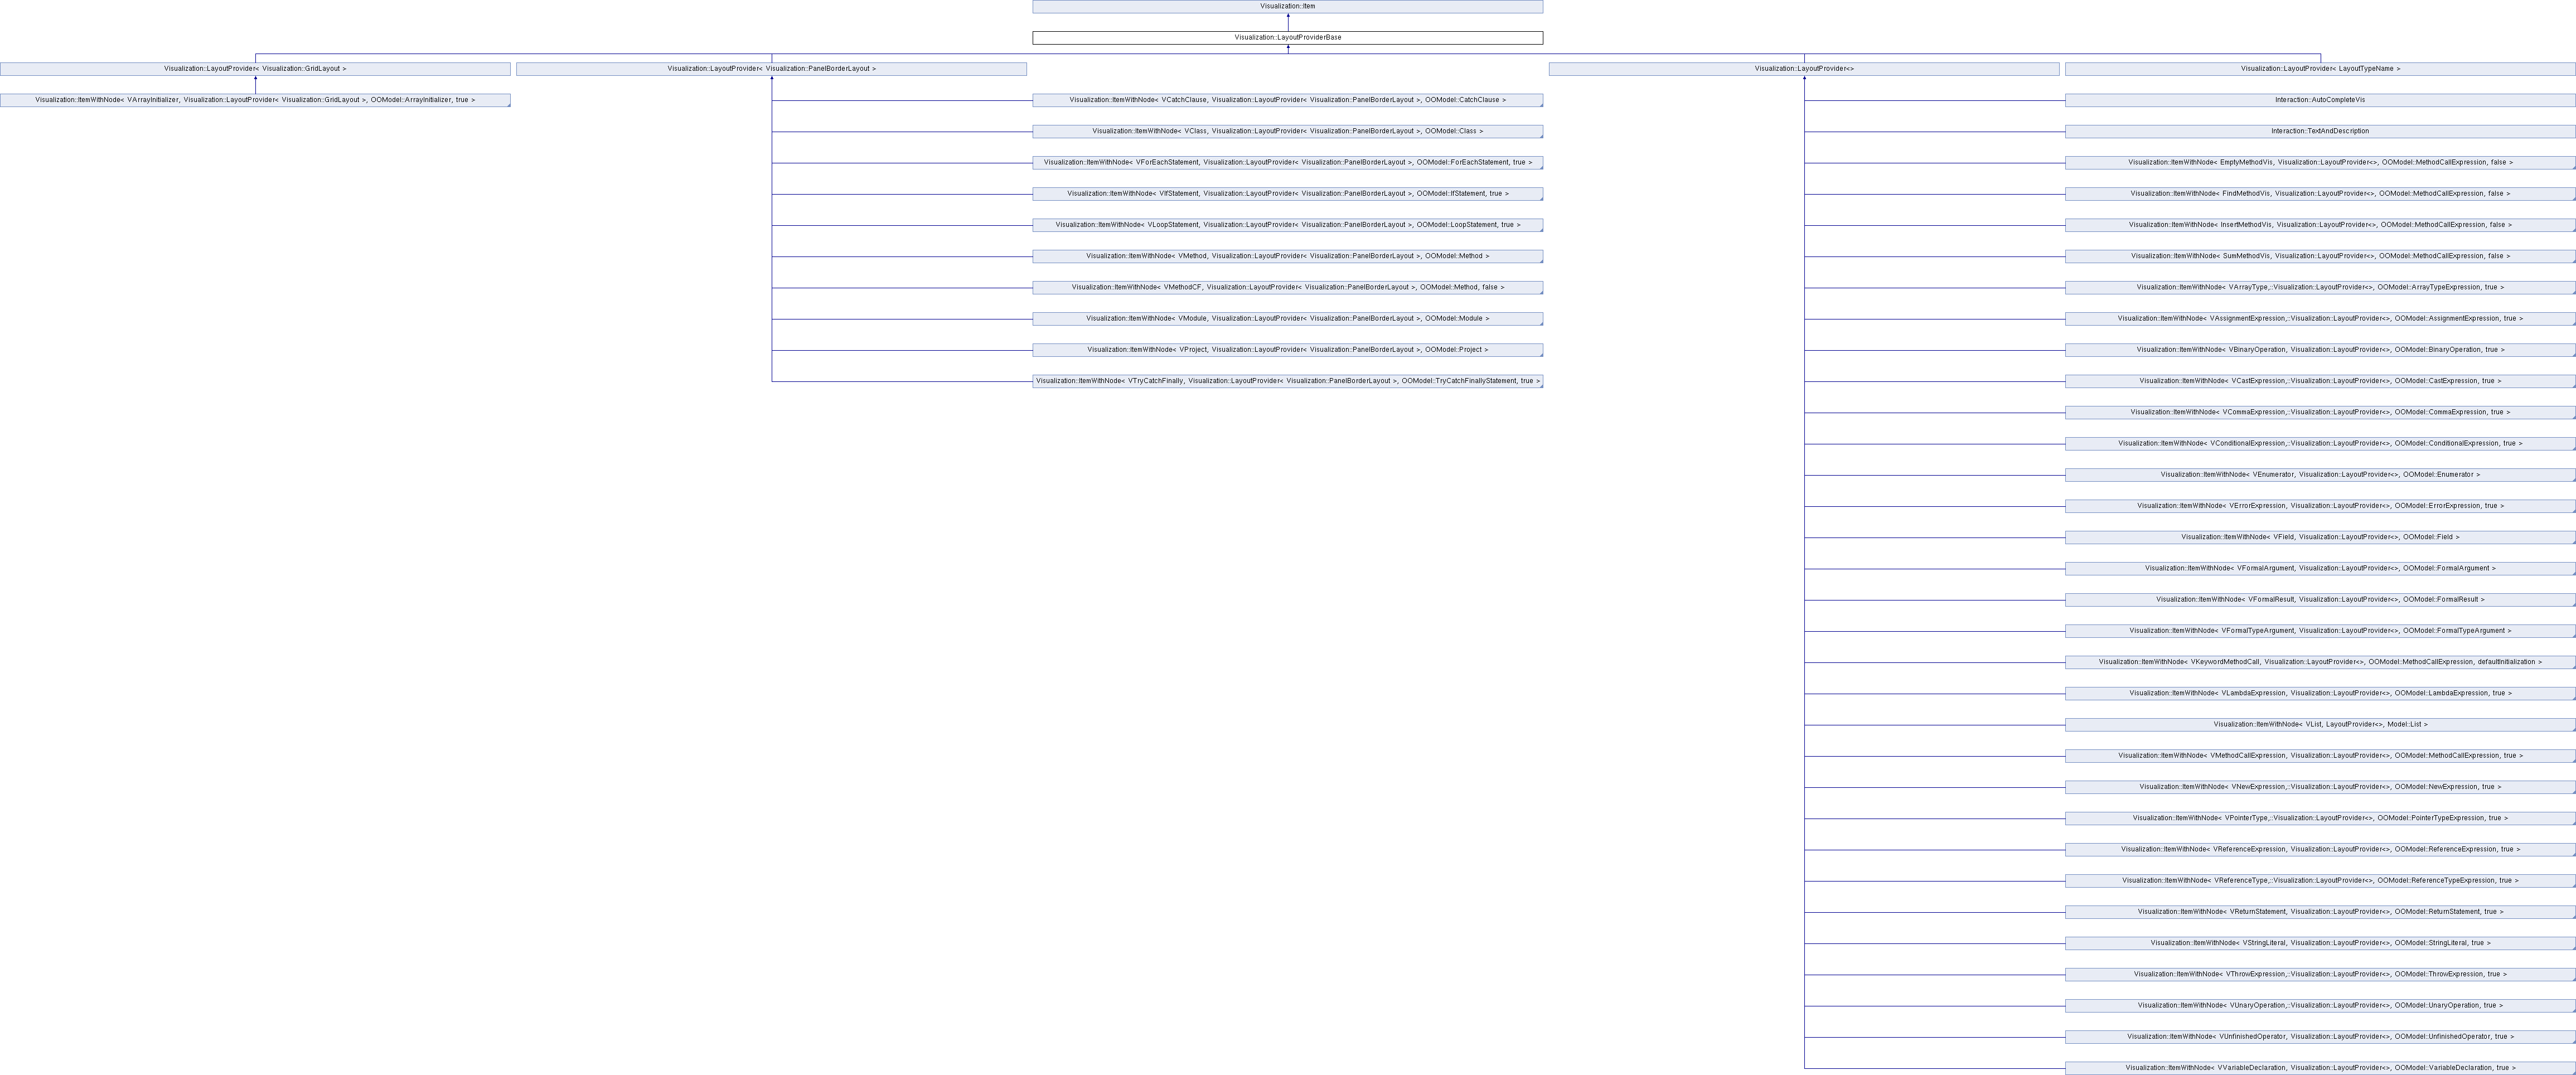 Visualization::Item
Visualization::LayoutProviderBase
Visualization::LayoutProvider< Visualization::GridLayout >
Visualization::LayoutProvider< Visualization::PanelBorderLayout >
Visualization::LayoutProvider<>
Visualization::LayoutProvider< LayoutTypeName >
Visualization::ItemWithNode< VArrayInitializer, Visualization::LayoutProvider< Visualization::GridLayout >, OOModel::ArrayInitializer, true >
Visualization::ItemWithNode< VCatchClause, Visualization::LayoutProvider< Visualization::PanelBorderLayout >, OOModel::CatchClause >
Visualization::ItemWithNode< VClass, Visualization::LayoutProvider< Visualization::PanelBorderLayout >, OOModel::Class >
Visualization::ItemWithNode< VForEachStatement, Visualization::LayoutProvider< Visualization::PanelBorderLayout >, OOModel::ForEachStatement, true >
Visualization::ItemWithNode< VIfStatement, Visualization::LayoutProvider< Visualization::PanelBorderLayout >, OOModel::IfStatement, true >
Visualization::ItemWithNode< VLoopStatement, Visualization::LayoutProvider< Visualization::PanelBorderLayout >, OOModel::LoopStatement, true >
Visualization::ItemWithNode< VMethod, Visualization::LayoutProvider< Visualization::PanelBorderLayout >, OOModel::Method >
Visualization::ItemWithNode< VMethodCF, Visualization::LayoutProvider< Visualization::PanelBorderLayout >, OOModel::Method, false >
Visualization::ItemWithNode< VModule, Visualization::LayoutProvider< Visualization::PanelBorderLayout >, OOModel::Module >
Visualization::ItemWithNode< VProject, Visualization::LayoutProvider< Visualization::PanelBorderLayout >, OOModel::Project >
Visualization::ItemWithNode< VTryCatchFinally, Visualization::LayoutProvider< Visualization::PanelBorderLayout >, OOModel::TryCatchFinallyStatement, true >
Interaction::AutoCompleteVis
Interaction::TextAndDescription
Visualization::ItemWithNode< EmptyMethodVis, Visualization::LayoutProvider<>, OOModel::MethodCallExpression, false >
Visualization::ItemWithNode< FindMethodVis, Visualization::LayoutProvider<>, OOModel::MethodCallExpression, false >
Visualization::ItemWithNode< InsertMethodVis, Visualization::LayoutProvider<>, OOModel::MethodCallExpression, false >
Visualization::ItemWithNode< SumMethodVis, Visualization::LayoutProvider<>, OOModel::MethodCallExpression, false >
Visualization::ItemWithNode< VArrayType,::Visualization::LayoutProvider<>, OOModel::ArrayTypeExpression, true >
Visualization::ItemWithNode< VAssignmentExpression,::Visualization::LayoutProvider<>, OOModel::AssignmentExpression, true >
Visualization::ItemWithNode< VBinaryOperation, Visualization::LayoutProvider<>, OOModel::BinaryOperation, true >
Visualization::ItemWithNode< VCastExpression,::Visualization::LayoutProvider<>, OOModel::CastExpression, true >
Visualization::ItemWithNode< VCommaExpression,::Visualization::LayoutProvider<>, OOModel::CommaExpression, true >
Visualization::ItemWithNode< VConditionalExpression,::Visualization::LayoutProvider<>, OOModel::ConditionalExpression, true >
Visualization::ItemWithNode< VEnumerator, Visualization::LayoutProvider<>, OOModel::Enumerator >
Visualization::ItemWithNode< VErrorExpression, Visualization::LayoutProvider<>, OOModel::ErrorExpression, true >
Visualization::ItemWithNode< VField, Visualization::LayoutProvider<>, OOModel::Field >
Visualization::ItemWithNode< VFormalArgument, Visualization::LayoutProvider<>, OOModel::FormalArgument >
Visualization::ItemWithNode< VFormalResult, Visualization::LayoutProvider<>, OOModel::FormalResult >
Visualization::ItemWithNode< VFormalTypeArgument, Visualization::LayoutProvider<>, OOModel::FormalTypeArgument >
Visualization::ItemWithNode< VKeywordMethodCall, Visualization::LayoutProvider<>, OOModel::MethodCallExpression, defaultInitialization >
Visualization::ItemWithNode< VLambdaExpression, Visualization::LayoutProvider<>, OOModel::LambdaExpression, true >
Visualization::ItemWithNode< VList, LayoutProvider<>, Model::List >
Visualization::ItemWithNode< VMethodCallExpression, Visualization::LayoutProvider<>, OOModel::MethodCallExpression, true >
Visualization::ItemWithNode< VNewExpression,::Visualization::LayoutProvider<>, OOModel::NewExpression, true >
Visualization::ItemWithNode< VPointerType,::Visualization::LayoutProvider<>, OOModel::PointerTypeExpression, true >
Visualization::ItemWithNode< VReferenceExpression, Visualization::LayoutProvider<>, OOModel::ReferenceExpression, true >
Visualization::ItemWithNode< VReferenceType,::Visualization::LayoutProvider<>, OOModel::ReferenceTypeExpression, true >
Visualization::ItemWithNode< VReturnStatement, Visualization::LayoutProvider<>, OOModel::ReturnStatement, true >
Visualization::ItemWithNode< VStringLiteral, Visualization::LayoutProvider<>, OOModel::StringLiteral, true >
Visualization::ItemWithNode< VThrowExpression,::Visualization::LayoutProvider<>, OOModel::ThrowExpression, true >
Visualization::ItemWithNode< VUnaryOperation,::Visualization::LayoutProvider<>, OOModel::UnaryOperation, true >
Visualization::ItemWithNode< VUnfinishedOperator, Visualization::LayoutProvider<>, OOModel::UnfinishedOperator, true >
Visualization::ItemWithNode< VVariableDeclaration, Visualization::LayoutProvider<>, OOModel::VariableDeclaration, true >